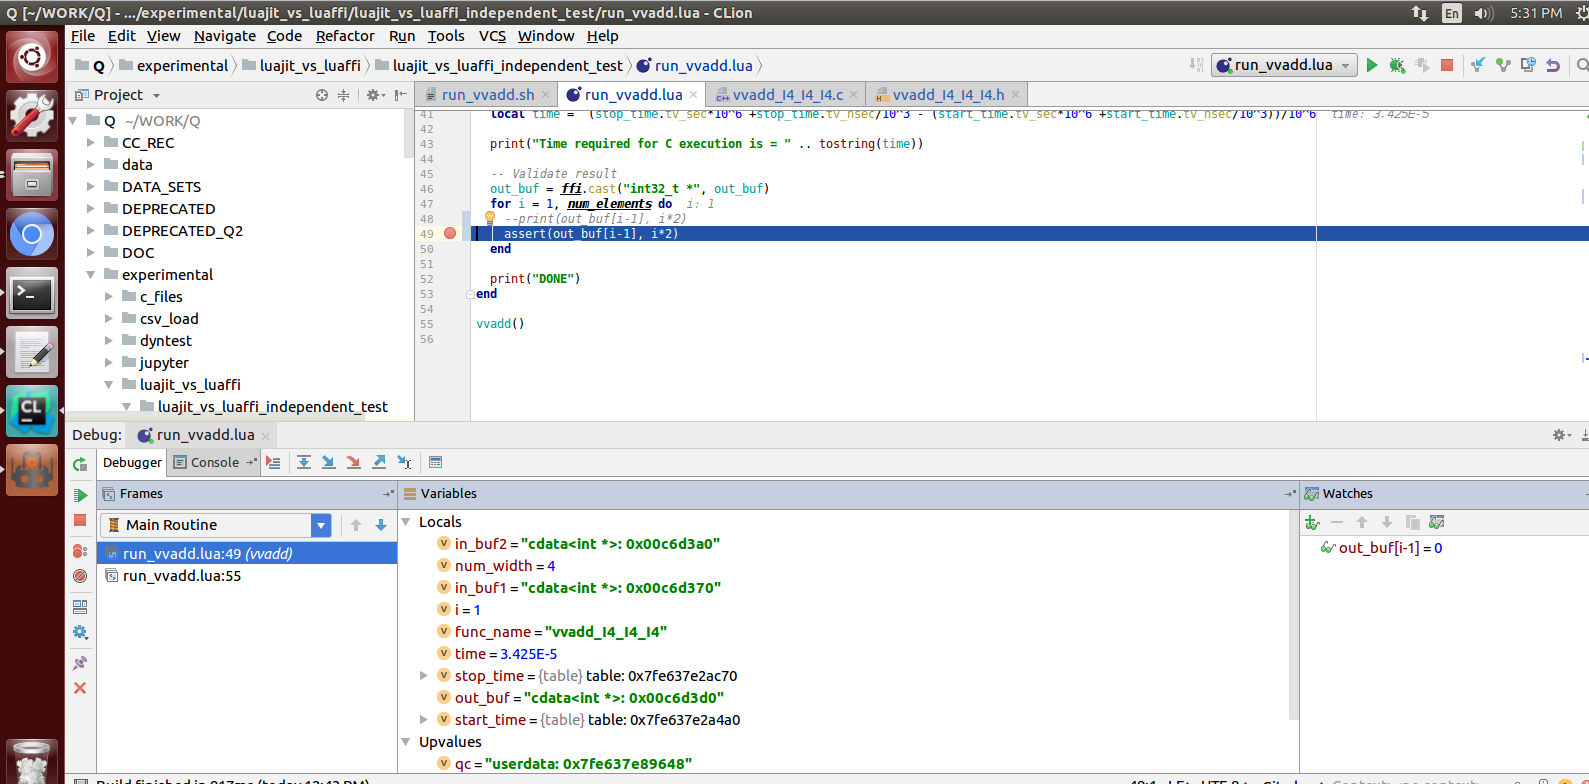 Q [~/WORK/Q] - .../experimental/luajit_vs_luaffi/luajit_vs_luaffi_independent_test/run_vvadd.lua - CLion
En
5:31 PM
File Edit View Navigate Code Refactor Run Tools VCS Window Help
Q experimental luajit_vs_luaffi luajit_vs_luaffi_independent_test run_vvadd.lua
run_vvadd.lua
Project
run_vvadd.sh run_vvadd.lua vvadd_I4_I4_I4.c vvadd_I4_I4_I4.h
Q ~/WORK/Q
CC_REC
data
DATA_SETS
DEPRECATED
DEPRECATED_Q2
DOC
experimental
c_files
csv_load
dyntest
jupyter
luajit_vs_luaffi
luajit_vs_luaffi_independent_test
41 local time = (stop_time.tv_sec*10^6 +stop_time.tv_nsec/10^3 - (start_time.tv_sec*10^6 +start_time.tv_nsec/10^3))/10^6 time: 3.425E-5
42
43 print("Time required for C execution is = " .. tostring(time))
44
45 -- Validate result
46 out_buf = ffi.cast("int32_t *", out_buf)
47 for i = 1, num_elements do i: 1
48 --print(out_buf[i-1], i*2)
49 assert(out_buf[i-1], i*2)
50 end
51
52 print("DONE")
53 end
54
55 vvadd()
56
CL
Debug: run_vvadd.lua
Debugger Console
Frames
Main Routine
run_vvadd.lua:49 (vvadd)
run_vvadd.lua:55
Variables
Locals
in_buf2 = "cdata<int *>: 0x00c6d3a0"
num_width = 4
in_buf1 = "cdata<int *>: 0x00c6d370"
i = 1
func_name = "vvadd_I4_I4_I4"
time = 3.425E-5
stop_time = {table} table: 0x7fe637e2ac70
out_buf = "cdata<int *>: 0x00c6d3d0"
start_time = {table} table: 0x7fe637e2a4a0
Upvalues
qc = "userdata: 0x7fe637e89648"
Watches
out_buf[i-1] = 0